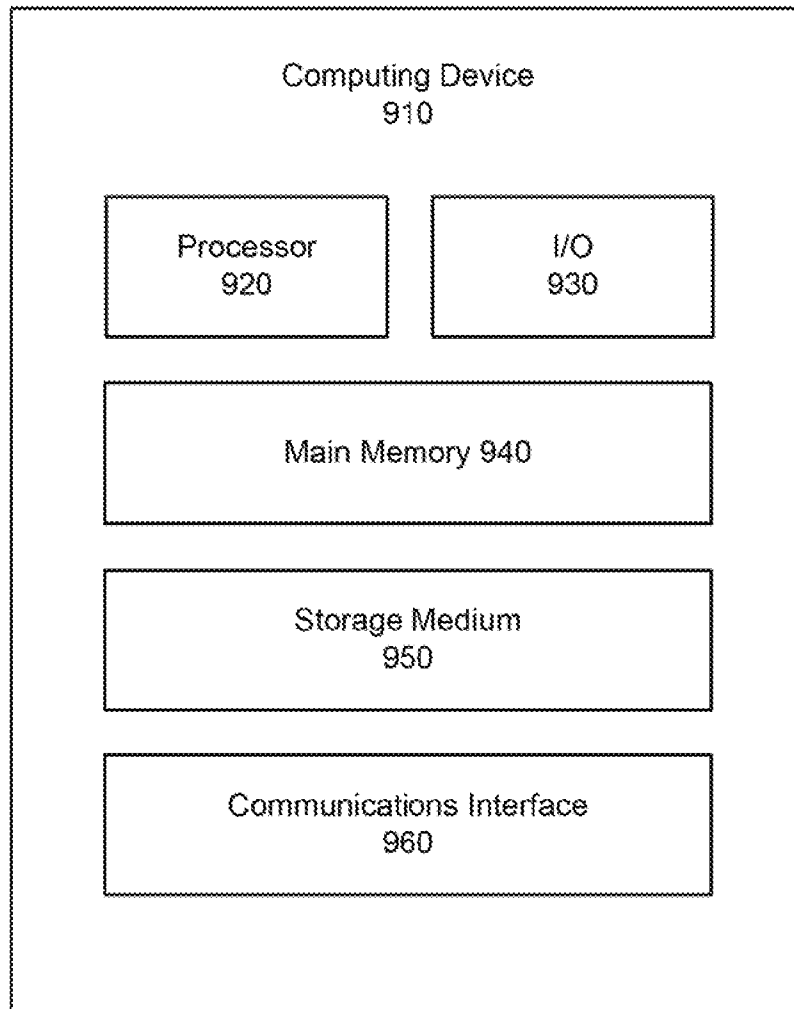 Computing Device
910
Processor
920
I/O
930
Main Memory 940
Storage Medium
950
Communications Interface
960